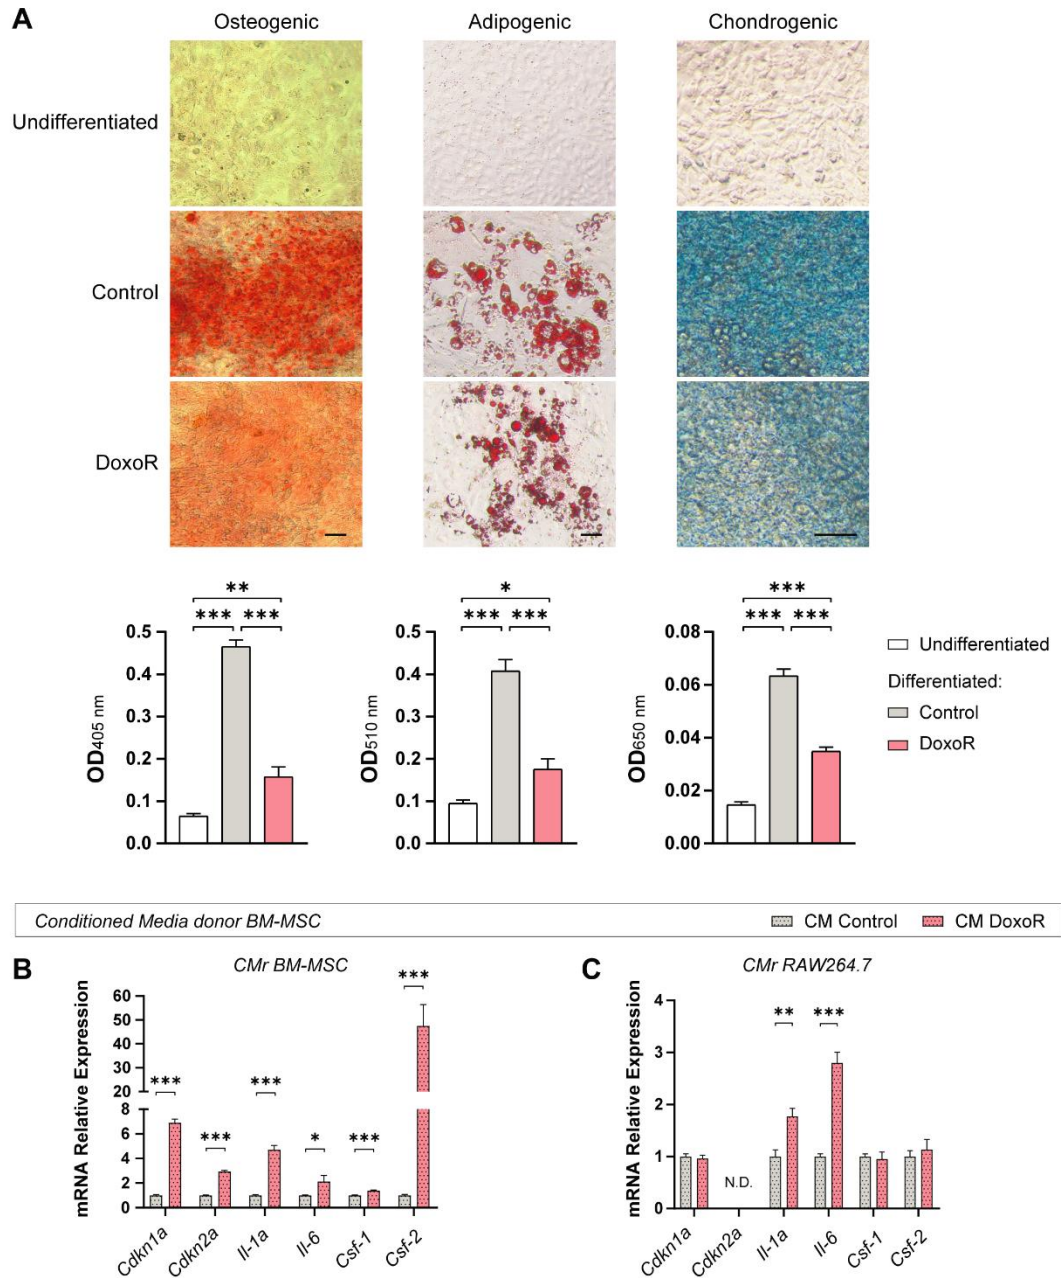 A
Osteogenic Adipogenic Chondrogenic
Undifferentiated
Control
DoxoR
** * ***
*** *** *** *** *** ***
0.5 0.5 0.08
0.4 0.4 0.06
0.3 0.3
0.2 0.2 0.04
0.1 0.1 0.02
0.0 0.0 0.00
OD405 nm OD510 nm OD650 nm
Undifferentiated
Differentiated:
Control
DoxoR
Conditioned Media donor BM-MSC CM Control CM DoxoR
B CMr BM-MSC
mRNA Relative Expression
60
50
40
30
20
8
6
4
2
0
*** *** *** * *** ***
Cdkn1a Cdkn2a Il-1a Il-6 Csf-1 Csf-2
C CMr RAW264.7
mRNA Relative Expression
4
3
2
1
0
** ***
N.D.
Cdkn1a Cdkn2a Il-1a Il-6 Csf-1 Csf-2